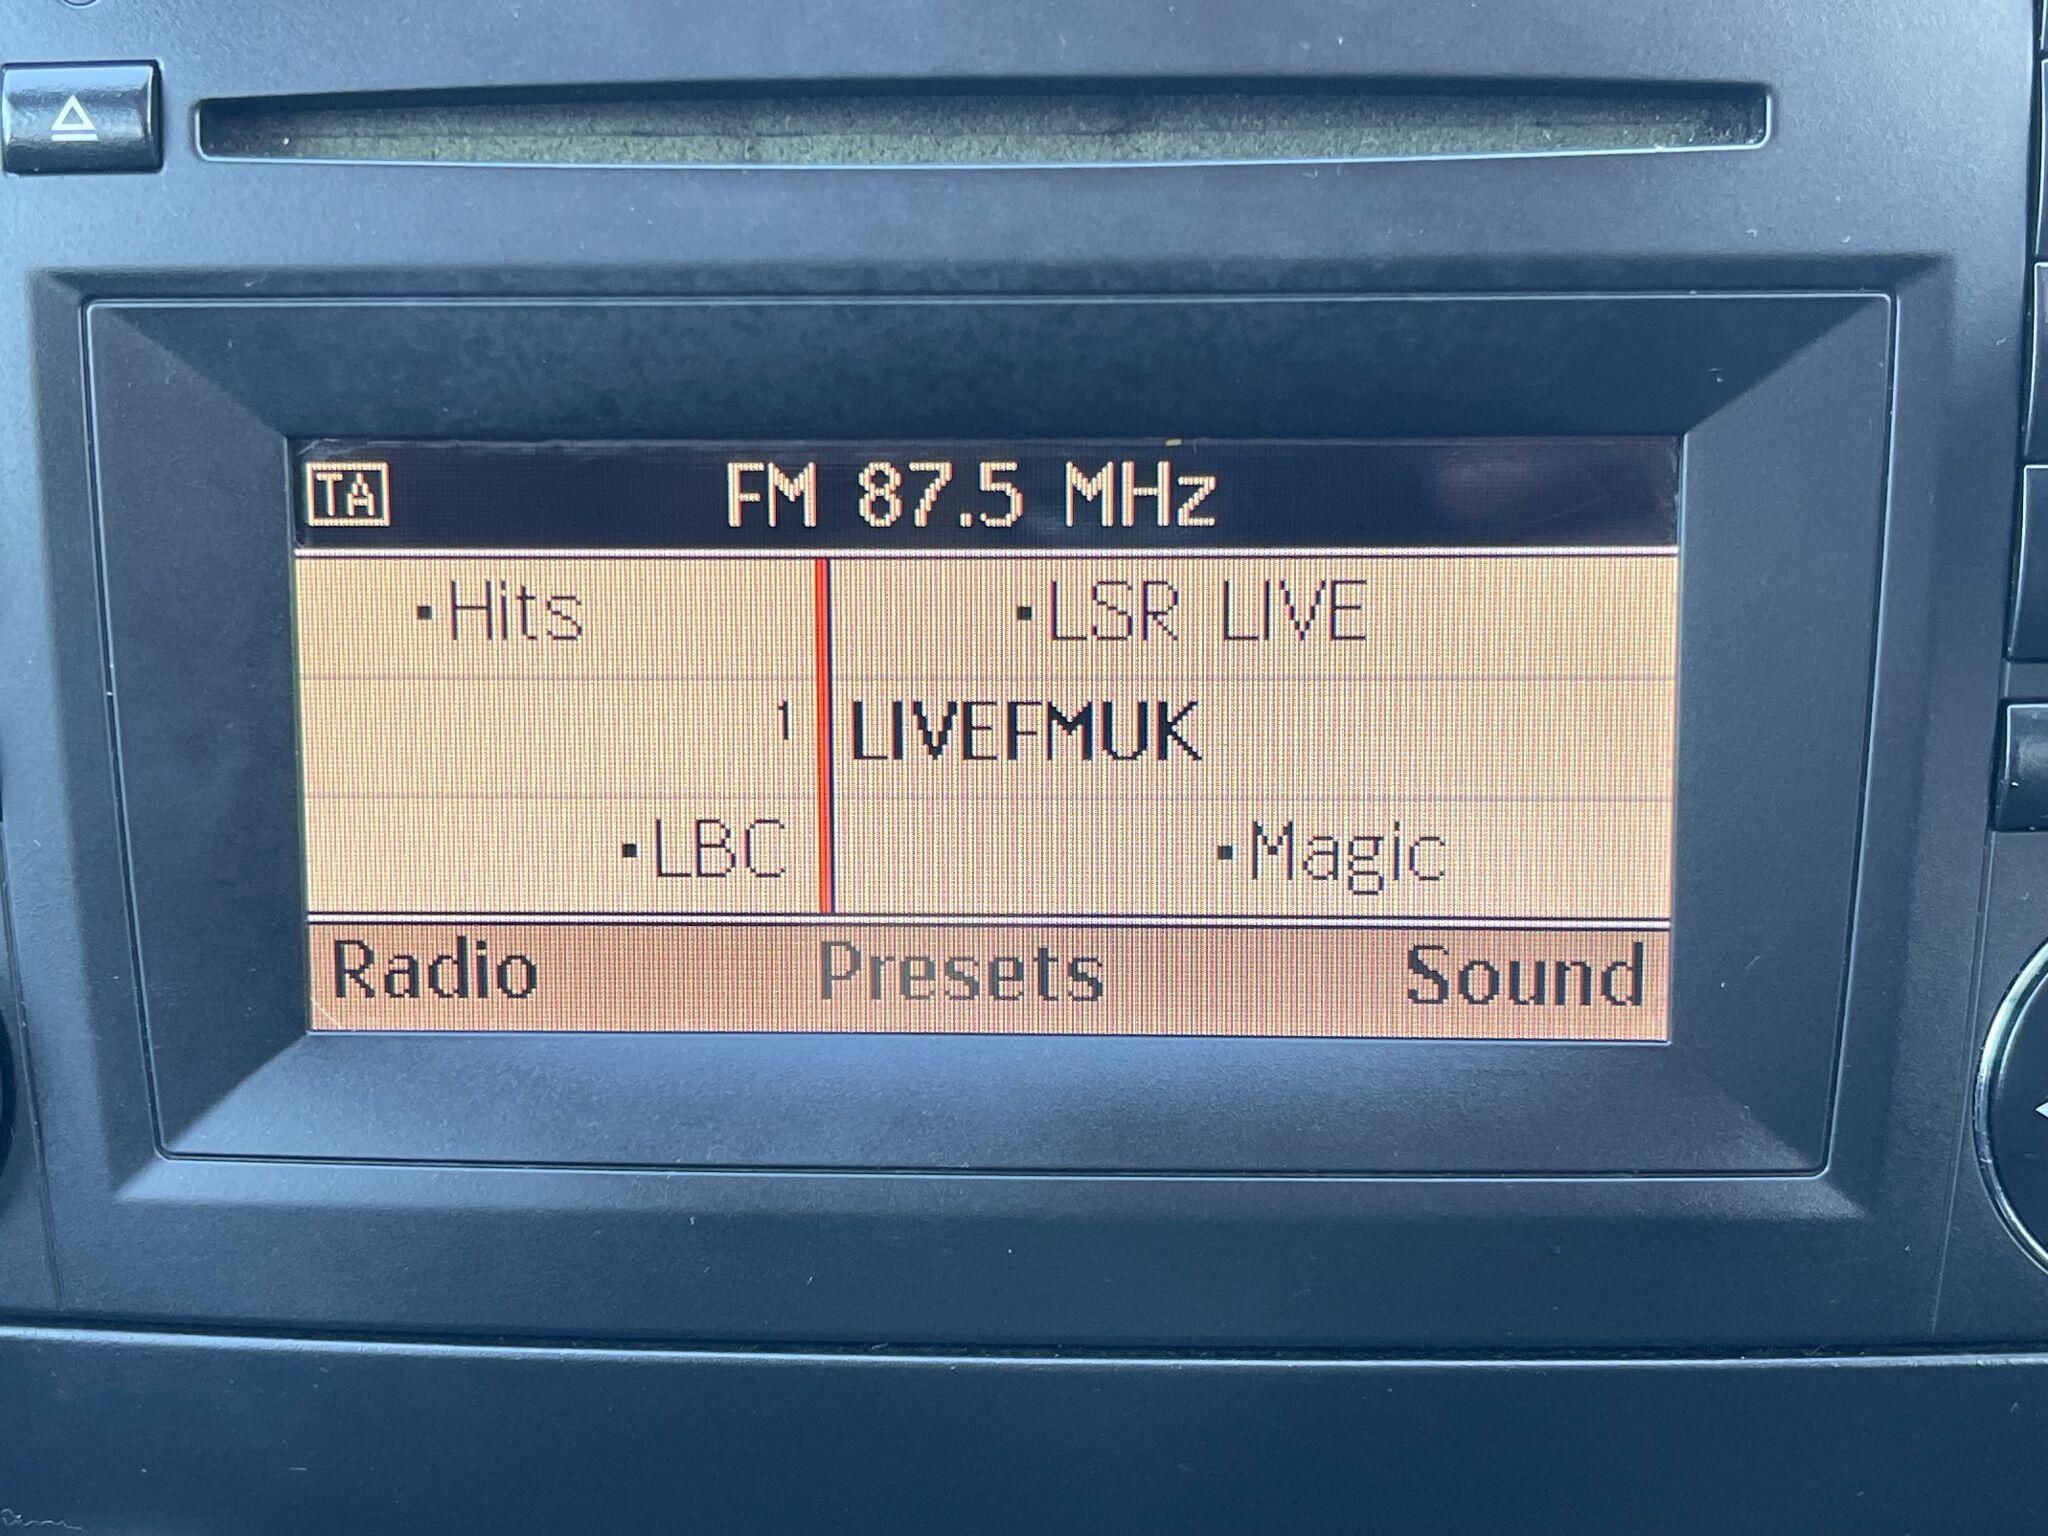 TA FM 87.5 MHz
Hits LSR LIVE
1 LIVEFMUK
LBC Magic
Radio Presets Sound